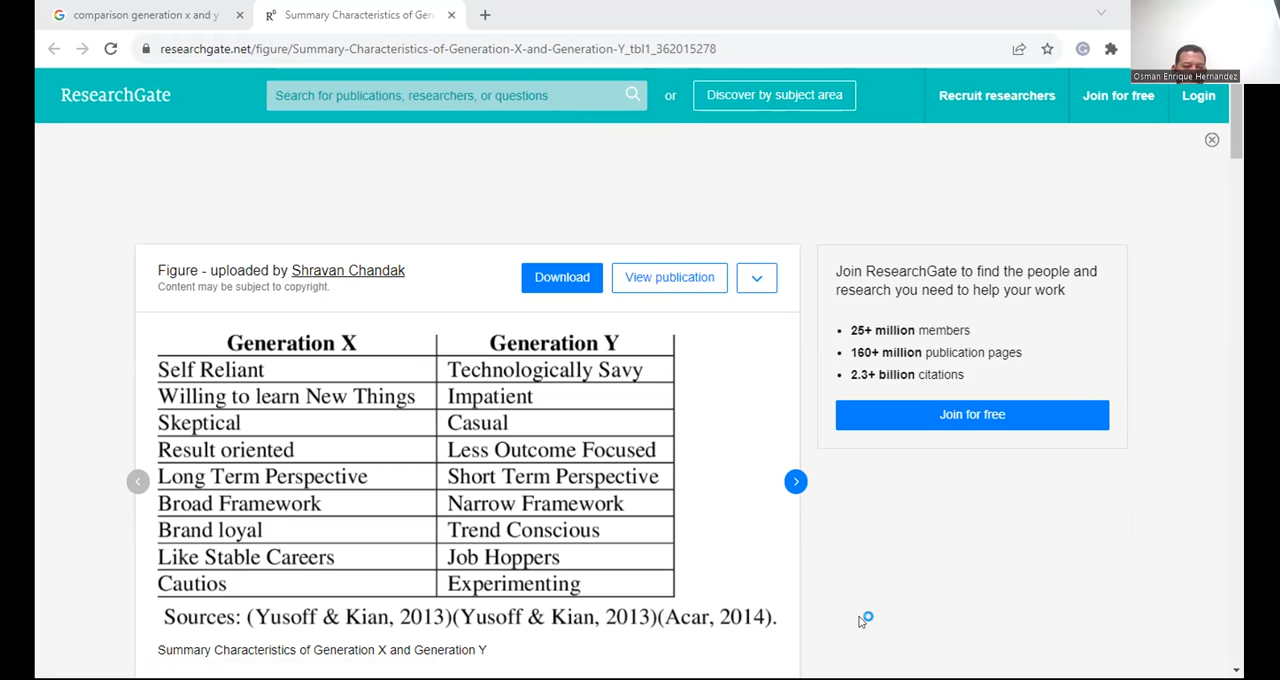 comparison generation x and y
Summary Characteristics of Gen
researchgate.net/figure/Summary-Characteristics-of-Generation-X-and-Generation-Y_tbl1_362015278
Osman Enrique Hernandez
ResearchGate
Search for publications, researchers, or questions
or
Discover by subject area
Recruit researchers
Join for free
Login
Figure - uploaded by Shravan Chandak
Content may be subject to copyright.
Download
View publication
Join ResearchGate to find the people and
research you need to help your work
25+ million members
160+ million publication pages
2.3+ billion citations
Join for free
Generation X Generation Y
Self Reliant Technologically Savy
Willing to learn New Things Impatient
Skeptical Casual
Result oriented Less Outcome Focused
Long Term Perspective Short Term Perspective
Broad Framework Narrow Framework
Brand loyal Trend Conscious
Like Stable Careers Job Hoppers
Cautios Experimenting
Sources: (Yusoff & Kian, 2013)(Yusoff & Kian, 2013)(Acar, 2014).
Summary Characteristics of Generation X and Generation Y